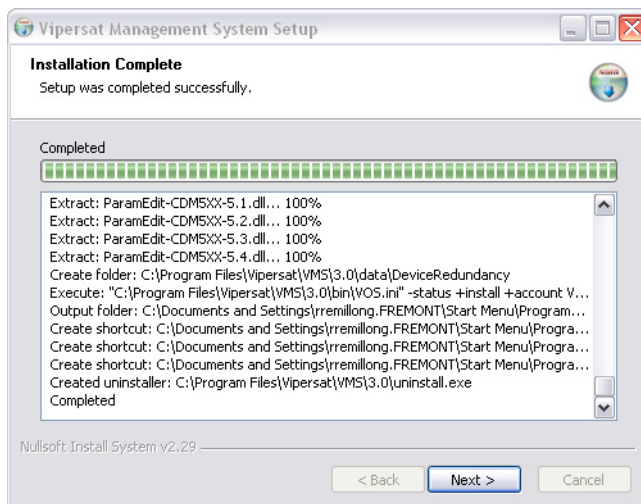 Vipersat Management System Setup
Installation Complete
Setup was completed successfully.
Completed
Extract: ParamEdit-CDM5XX-5.1.dll... 100%
Extract: ParamEdit-CDM5XX-5.2.dll... 100%
Extract: ParamEdit-CDM5XX-5.3.dll... 100%
Extract: ParamEdit-CDM5XX-5.4.dll... 100%
Create folder: C:\Program Files\Vipersat\VMS\3.0\data\DeviceRedundancy
Execute: "C:\Program Files\Vipersat\VMS\3.0\bin\VOS.ini" -status +install +account V...
Output folder: C:\Documents and Settings\rremillong.FREMONT\Start Menu\Program...
Create shortcut: C:\Documents and Settings\rremillong.FREMONT\Start Menu\Progra...
Create shortcut: C:\Documents and Settings\rremillong.FREMONT\Start Menu\Progra...
Create shortcut: C:\Documents and Settings\rremillong.FREMONT\Start Menu\Progra...
Created uninstaller: C:\Program Files\Vipersat\VMS\3.0\uninstall.exe
Completed
Nullsoft Install System v2.29
< Back
Next >
Cancel